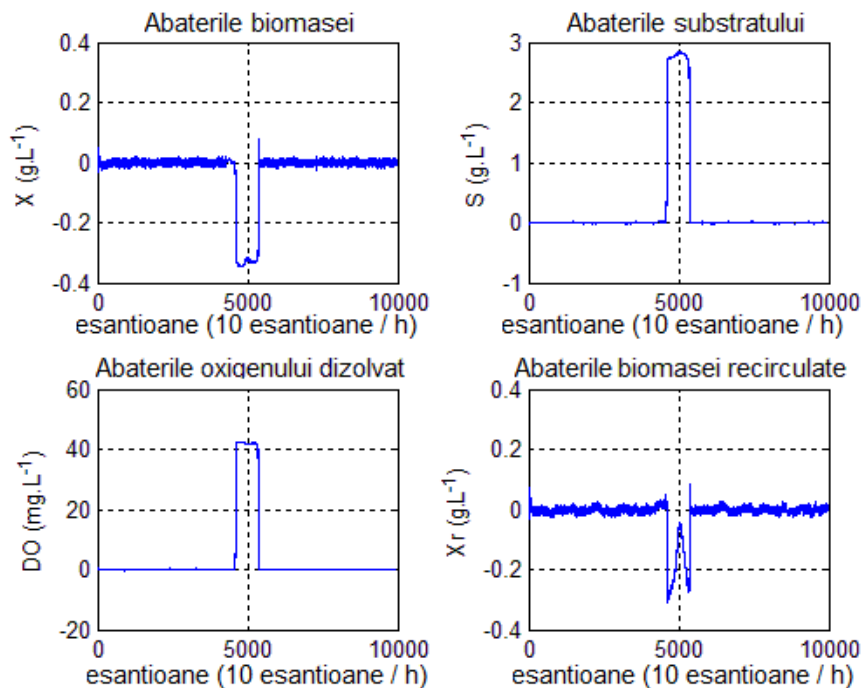 Abaterile biomasei
0.4
0.2
0
-0.2
-0.4
X (g.L-1)
0 5000 10000
esantioane (10 esantioane / h)
Abaterile substratului
3
2
1
0
-1
S (g.L-1)
0 5000 10000
esantioane (10 esantioane / h)
Abaterile oxigenului dizolvat
60
40
20
0
-20
DO (mg.L-1)
0 5000 10000
esantioane (10 esantioane / h)
Abaterile biomasei recirculate
0.4
0.2
0
-0.2
-0.4
Xr (g.L-1)
0 5000 10000
esantioane (10 esantioane / h)